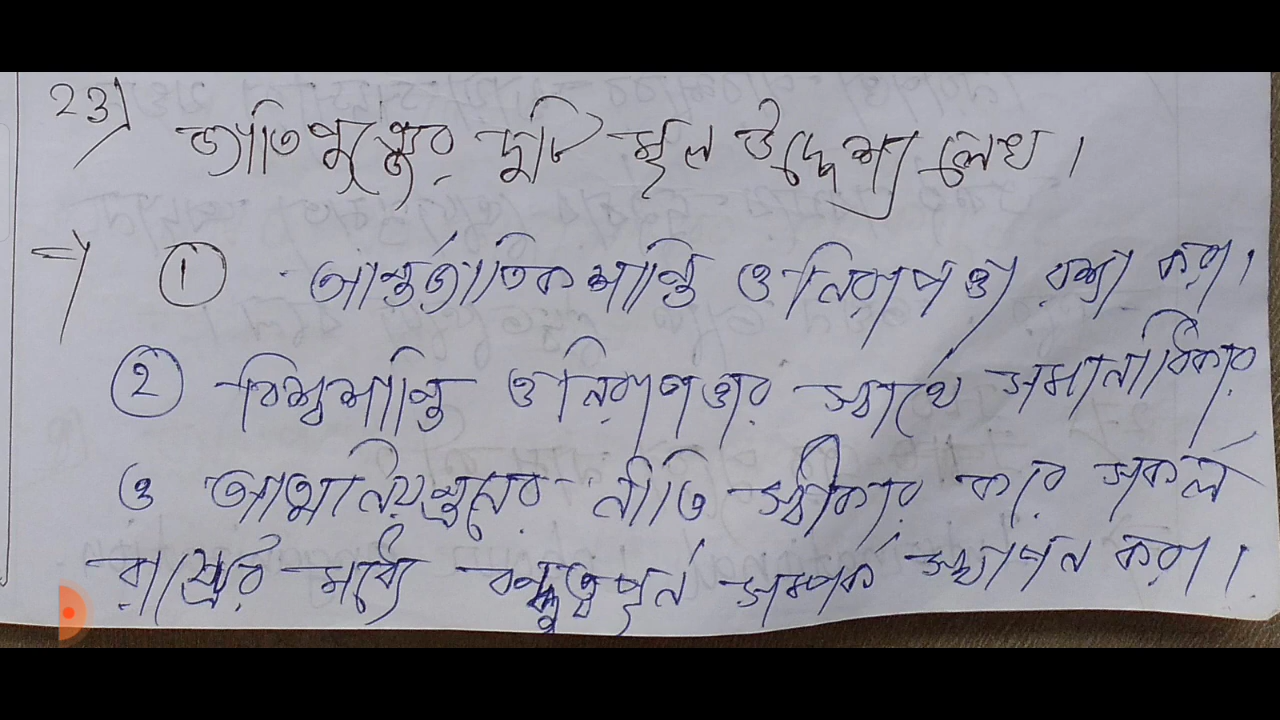 23) জাতিপুঞ্জের দুটি মূল উদ্দেশ্য লেখ।
⇒ ① আন্তর্জাতিক শান্তি ও নিরাপত্তা রক্ষা করা।
② বিশ্বশান্তি ও নিরাপত্তার স্বার্থে সমানাধিকার
ও আত্মনিয়ন্ত্রনের নীতি স্বীকার করে সকল
রাষ্ট্রের মধ্যে বন্ধুত্বপূর্ন সম্পর্ক স্থাপন করা।